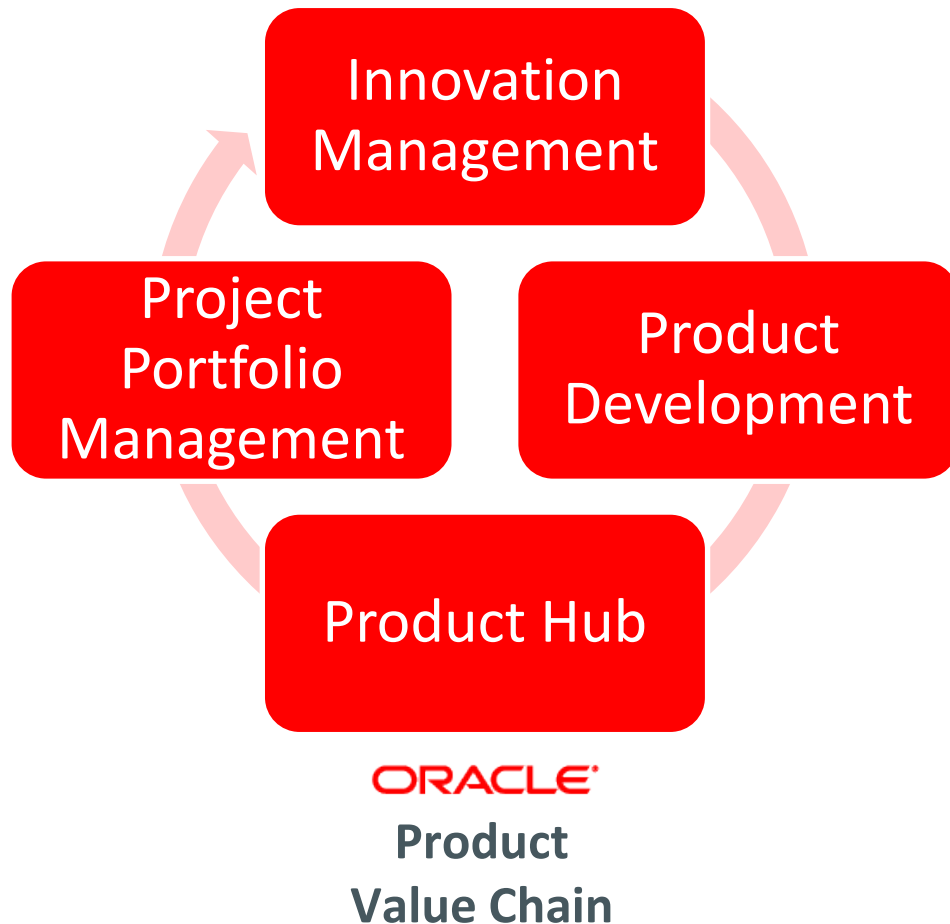 Innovation
Management
Project
Portfolio
Management
Product
Development
Product Hub
ORACLE®
Product
Value Chain